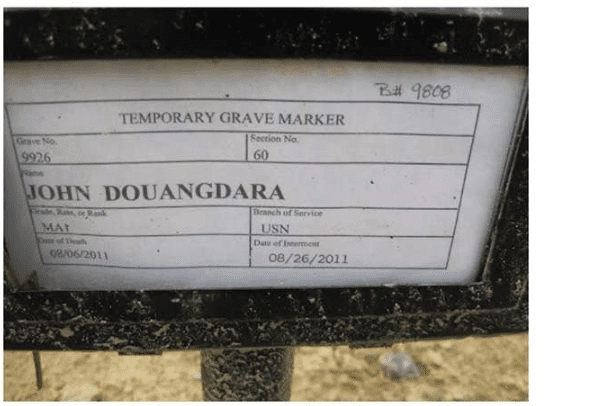 B# 9808
TEMPORARY GRAVE MARKER
Grave No. Section No.
9926 60
Name
JOHN DOUANGDARA
Grade, Rate, or Rank Branch of Service
MA1 USN
Date of Death Date of Interment
08/06/2011 08/26/2011